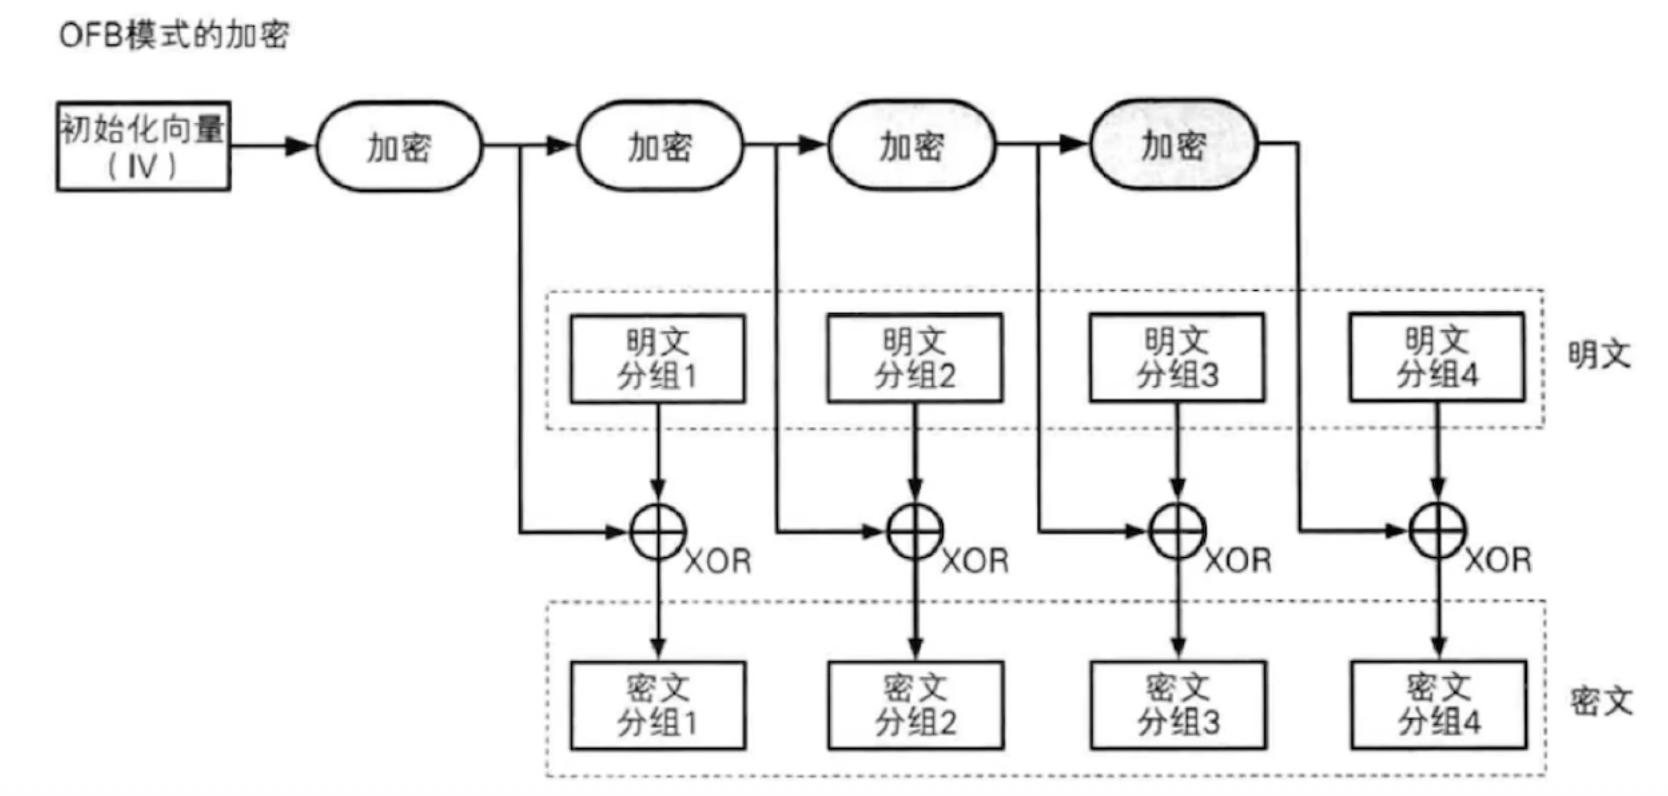 OFB模式的加密
初始化向量
(IV)
加密
加密
加密
加密
明文
分组1
明文
分组2
明文
分组3
明文
分组4
明文
XOR
XOR
XOR
XOR
密文
分组1
密文
分组2
密文
分组3
密文
分组4
密文